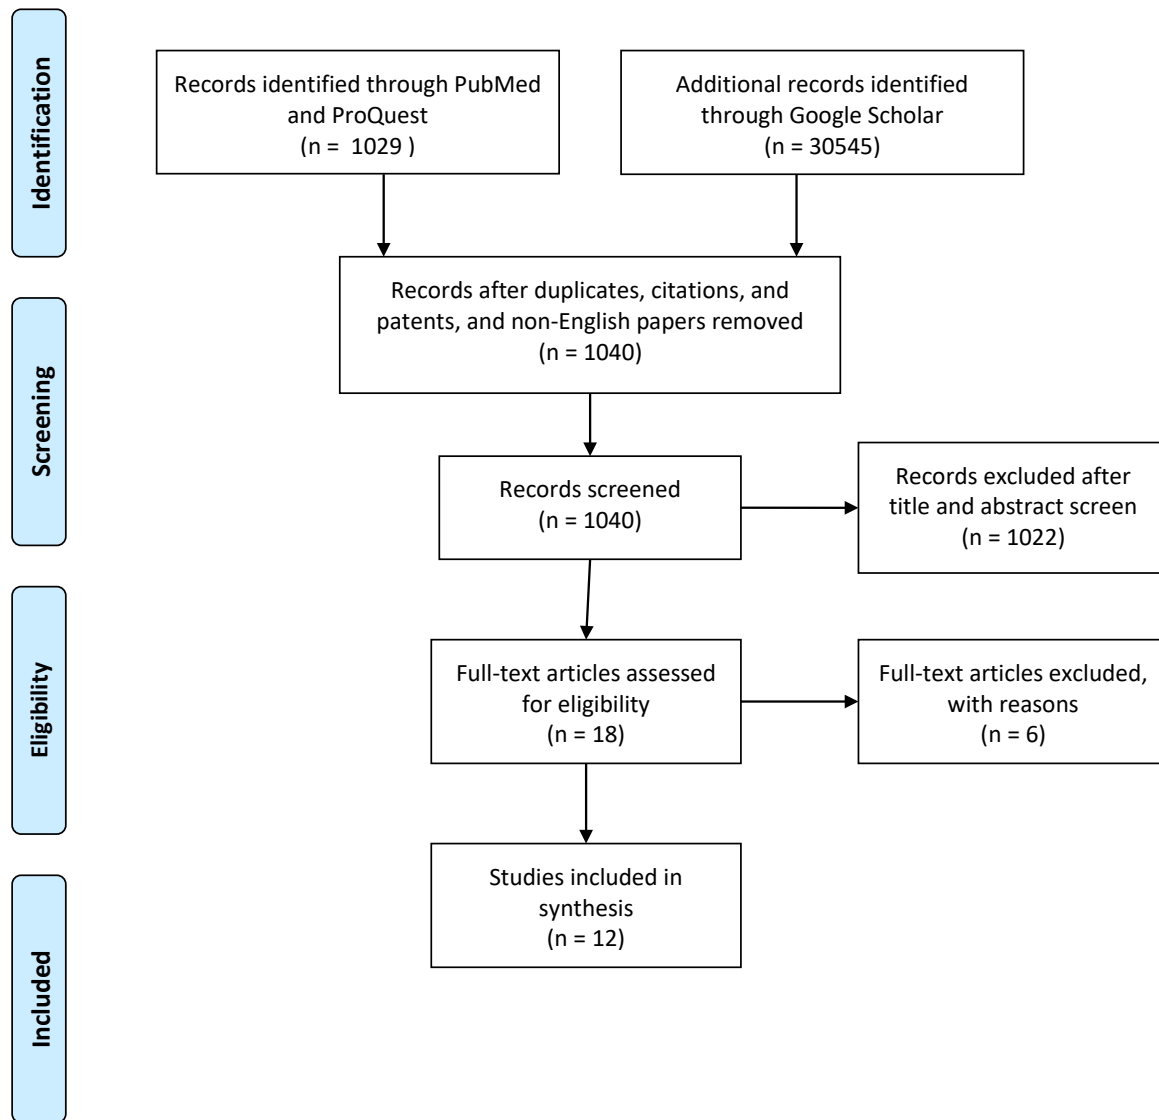 Identification
Records identified through PubMed
and ProQuest
(n =  1029 )
Additional records identified
through Google Scholar
(n = 30545)
Records after duplicates, citations, and
patents, and non-English papers removed
(n = 1040)
Screening
Records screened
(n = 1040)
Records excluded after
title and abstract screen
(n = 1022)
Eligibility
Full-text articles assessed
for eligibility
(n = 18)
Full-text articles excluded,
with reasons
(n = 6)
Included
Studies included in
synthesis
(n = 12)